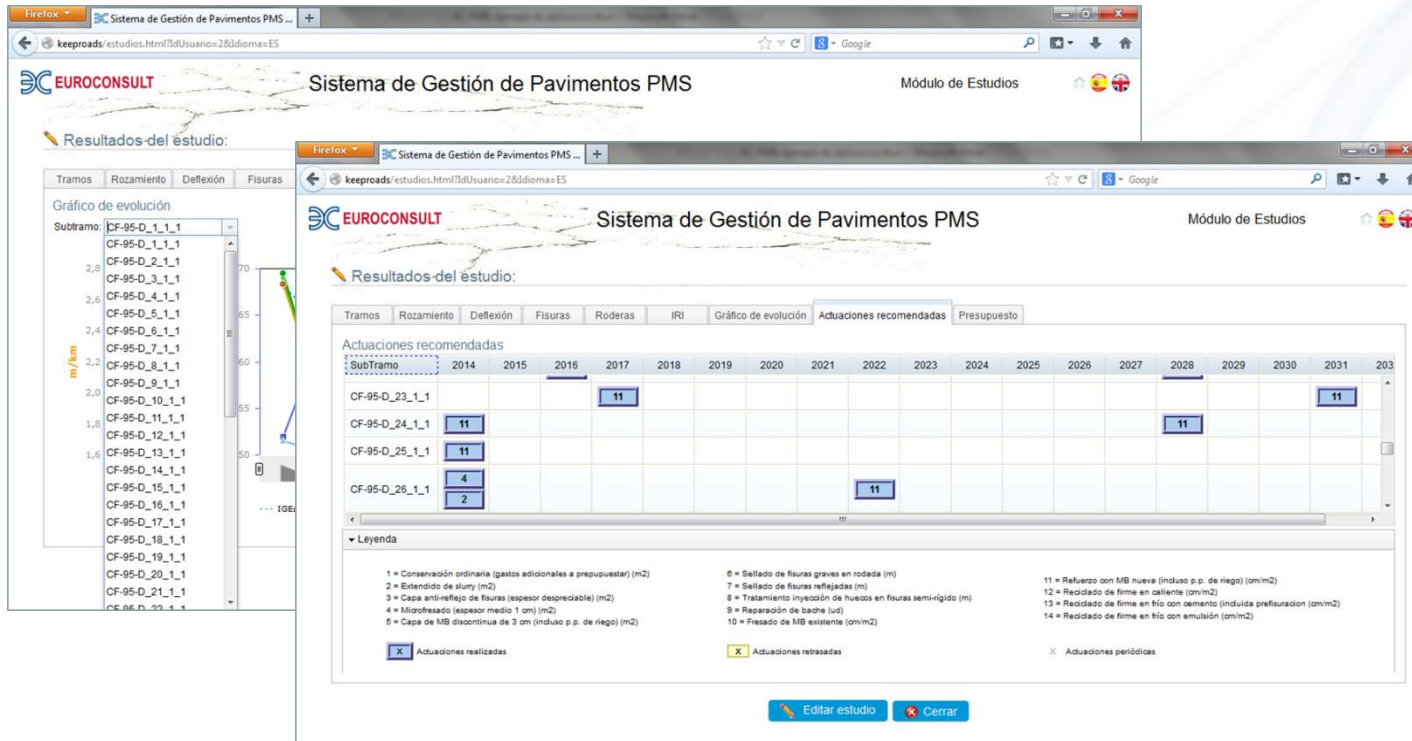 Firefox
Sistema de Gestión de Pavimentos PMS ...
keeproads/estudios.html?IdUsuario=2&Idioma=ES
Google
EUROCONSULT
Sistema de Gestión de Pavimentos PMS
Módulo de Estudios
Resultados del estudio:
Tramos Rozamiento Deflexión Fisuras
Gráfico de evolución
Subtramo: CF-95-D_1_1_1
CF-95-D_1_1_1
CF-95-D_2_1_1
CF-95-D_3_1_1
CF-95-D_4_1_1
CF-95-D_5_1_1
CF-95-D_6_1_1
CF-95-D_7_1_1
CF-95-D_8_1_1
CF-95-D_9_1_1
CF-95-D_10_1_1
CF-95-D_11_1_1
CF-95-D_12_1_1
CF-95-D_13_1_1
CF-95-D_14_1_1
CF-95-D_15_1_1
CF-95-D_16_1_1
CF-95-D_17_1_1
CF-95-D_18_1_1
CF-95-D_19_1_1
CF-95-D_20_1_1
CF-95-D_21_1_1
CF-95-D_22_1_1
m/km
2,8
2,6
2,4
2,2
2,0
1,8
1,6
70
65
60
55
50
Firefox
Sistema de Gestión de Pavimentos PMS ...
keeproads/estudios.html?IdUsuario=2&Idioma=ES
Google
EUROCONSULT
Sistema de Gestión de Pavimentos PMS
Módulo de Estudios
Resultados del estudio:
Tramos Rozamiento Deflexión Fisuras Roderas IRI Gráfico de evolución Actuaciones recomendadas Presupuesto
Actuaciones recomendadas
SubTramo 2014 2015 2016 2017 2018 2019 2020 2021 2022 2023 2024 2025 2026 2027 2028 2029 2030 2031 203
CF-95-D_23_1_1 11 11
CF-95-D_24_1_1 11 11
CF-95-D_25_1_1 11
CF-95-D_26_1_1 4 2 11
Leyenda
1 = Conservación ordinaria (gastos adicionales a prepupuestar) (m2)
2 = Extendido de slurry (m2)
3 = Capa anti-reflejo de fisuras (espesor despreciable) (m2)
4 = Microfresado (espesor medio 1 cm) (m2)
5 = Capa de MB discontinua de 3 cm (incluso p.p. de riego) (m2)
6 = Sellado de fisuras graves en rodada (m)
7 = Sellado de fisuras reflejadas (m)
8 = Tratamiento inyección de huecos en fisuras semi-rígido (m)
9 = Reparación de bache (ud)
10 = Fresado de MB existente (cm/m2)
11 = Refuerzo con MB nueva (incluso p.p. de riego) (cm/m2)
12 = Reciclado de firme en caliente (cm/m2)
13 = Reciclado de firme en frío con cemento (incluida prefisuracion (cm/m2)
14 = Reciclado de firme en frío con emulsión (cm/m2)
X Actuaciones realizadas
X Actuaciones retrasadas
X Actuaciones periódicas
Editar estudio
Cerrar